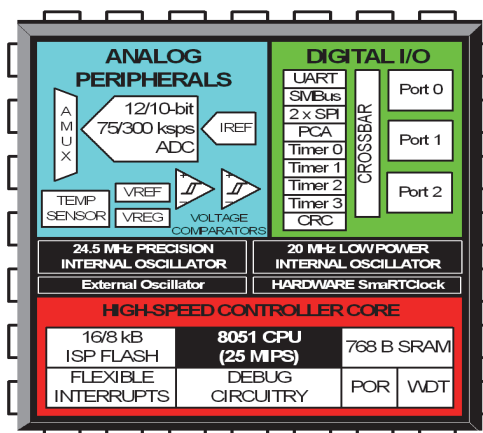 ANALOG
PERIPHERALS
AMUX
12/10-bit
75/300 ksps
ADC
IREF
TEMP
SENSOR
VREF
VREG
VOLTAGE
COMPARATORS
DIGITAL I/O
UART
SMBus
2 x SPI
PCA
Timer 0
Timer 1
Timer 2
Timer 3
CRC
CROSSBAR
Port 0
Port 1
Port 2
24.5 MHz PRECISION
INTERNAL OSCILLATOR
20 MHz LOW POWER
INTERNAL OSCILLATOR
External Oscillator
HARDWARE SmaRTClock
HIGH-SPEED CONTROLLER CORE
16/8 kB
ISP FLASH
8051 CPU
(25 MIPS)
768 B SRAM
FLEXIBLE
INTERRUPTS
DEBUG
CIRCUITRY
POR
WDT